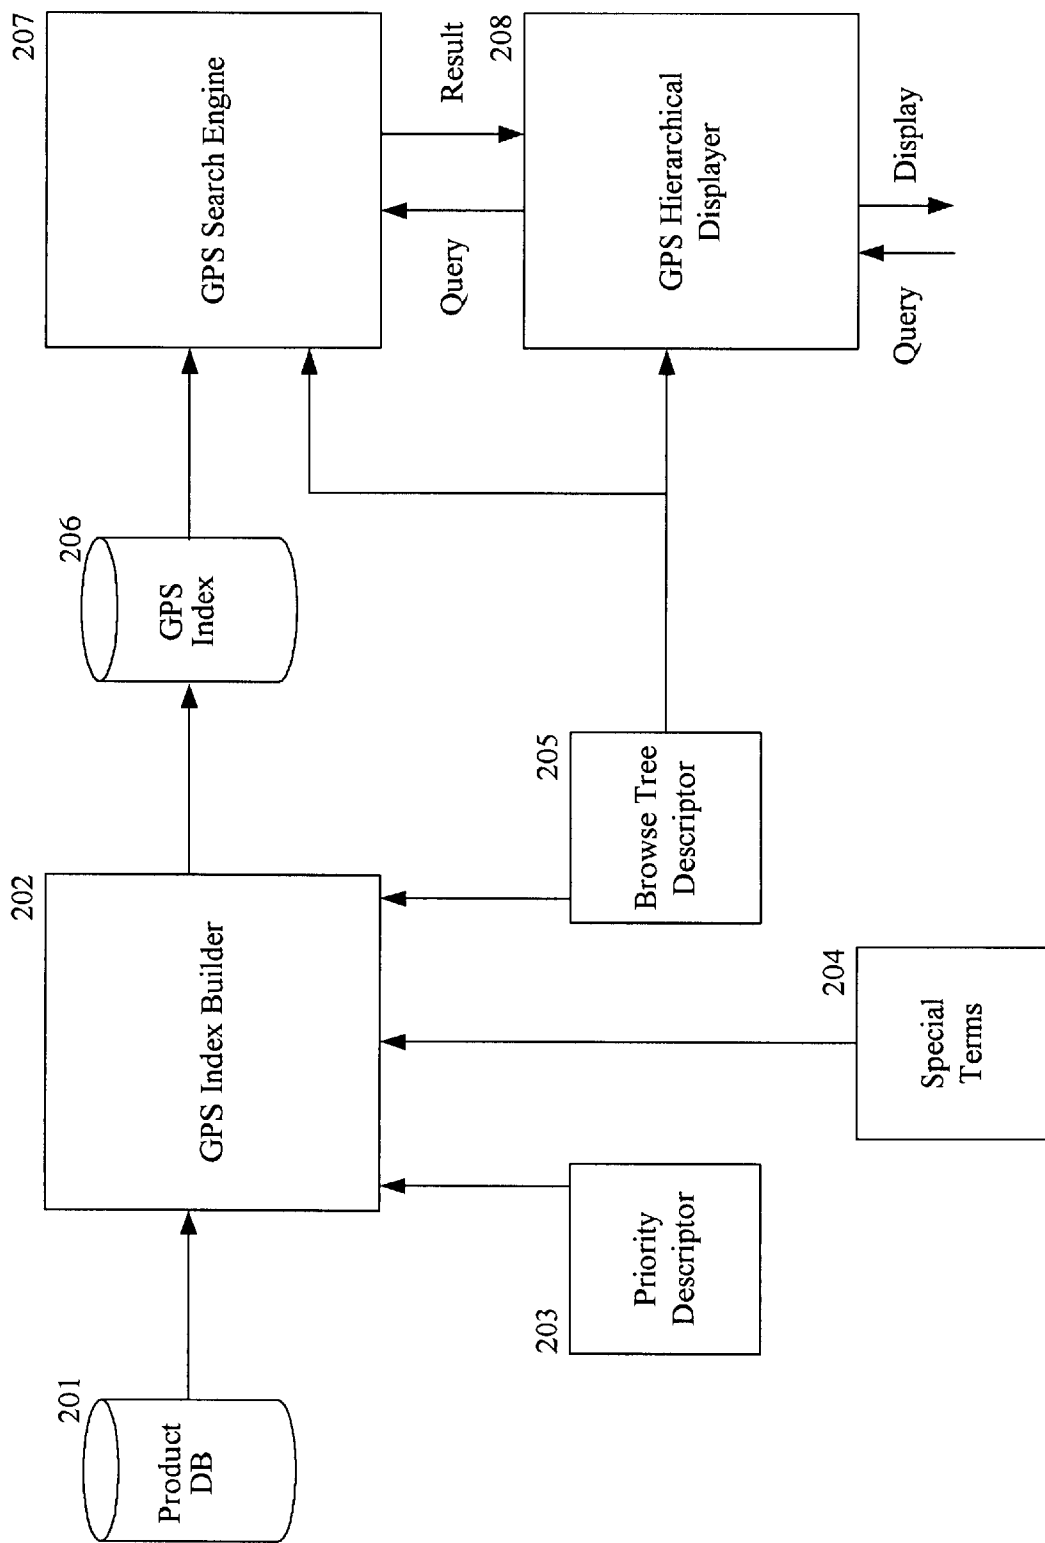 201
Product
DB
202
GPS Index Builder
203
Priority
Descriptor
Special
Terms
204
Browse Tree
Descriptor
205
GPS
Index
206
GPS Search Engine
207
Query
Result
GPS Hierarchical
Displayer
208
Query
Display